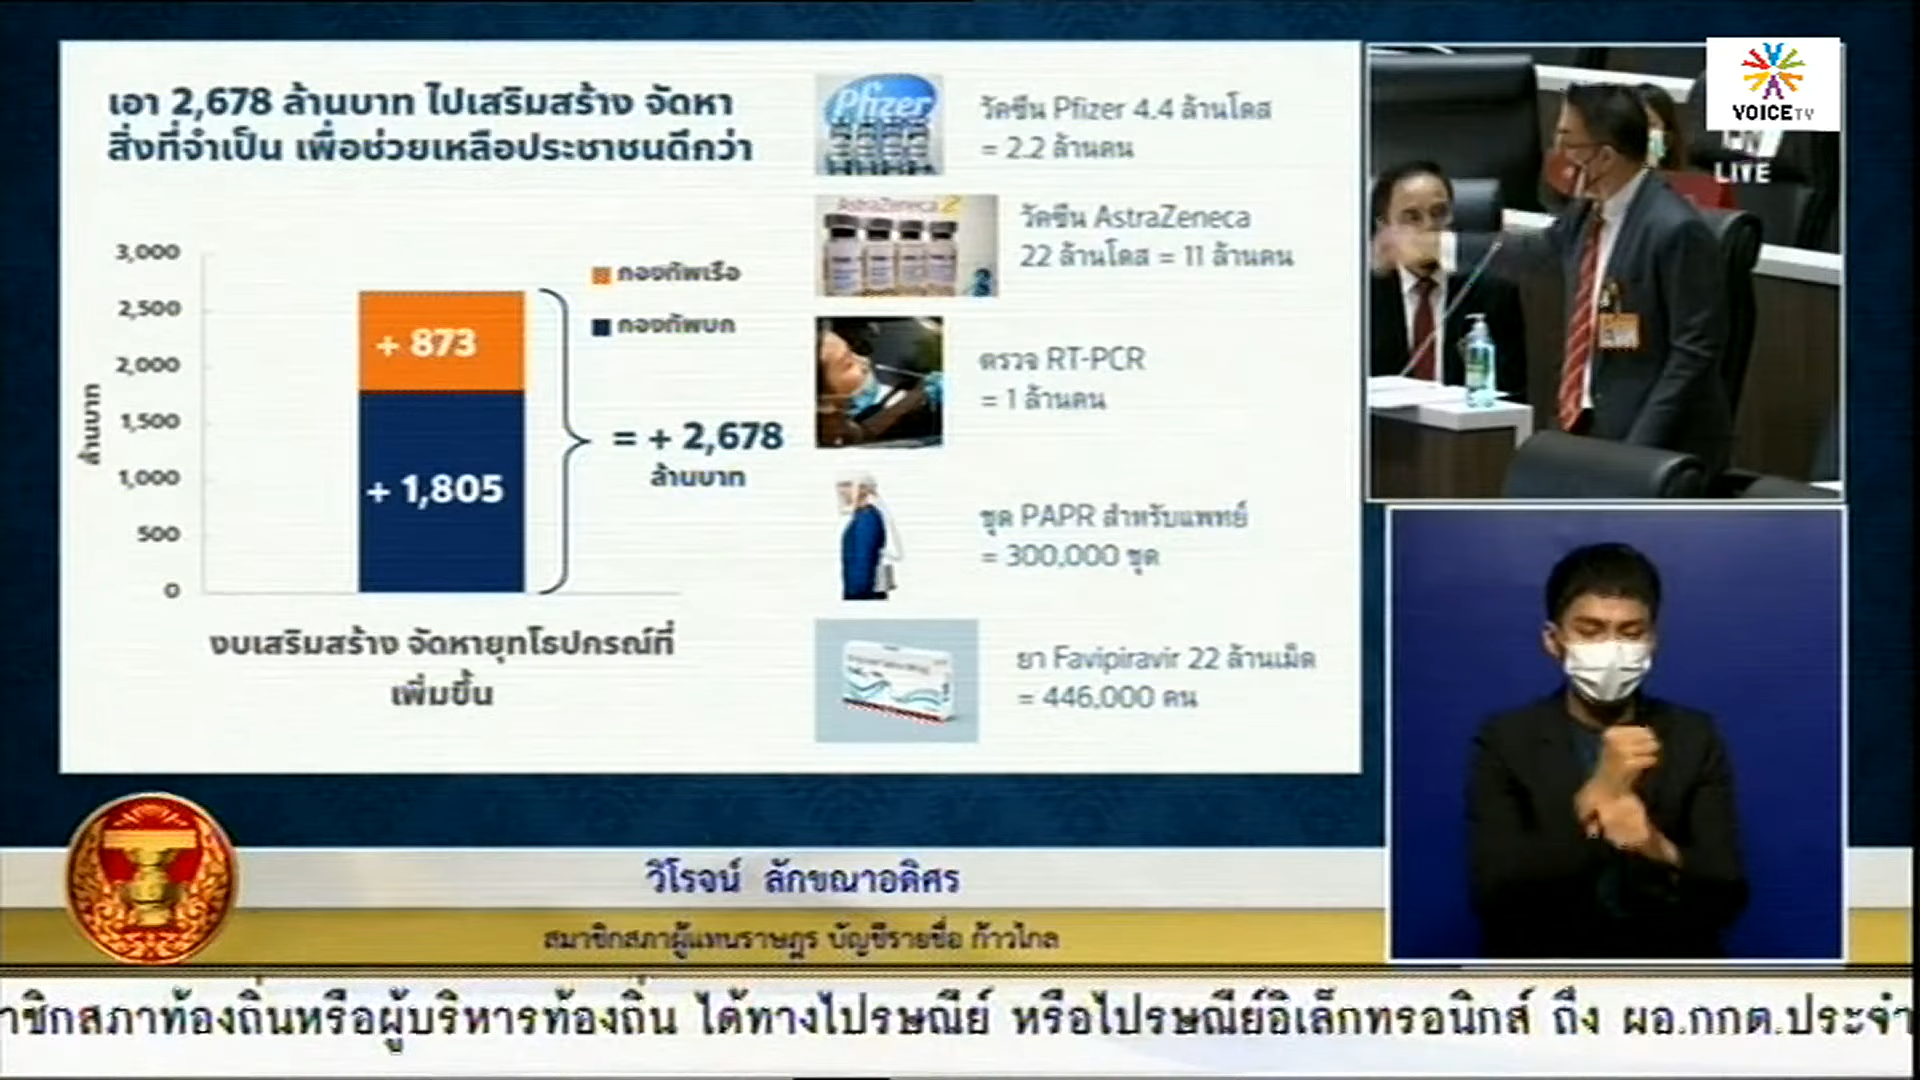 เอา 2,678 ล้านบาท ไปเสริมสร้าง จัดหา
สิ่งที่จำเป็น เพื่อช่วยเหลือประชาชนดีกว่า
3,000
2,500
2,000
1,500
1,000
500
0
ล้านบาท
กองทัพเรือ
กองทัพบก
+ 873
+ 1,805
= + 2,678
ล้านบาท
งบเสริมสร้าง จัดหายุทโธปกรณ์ที่
เพิ่มขึ้น
Pfizer
วัคซีน Pfizer 4.4 ล้านโดส
= 2.2 ล้านคน
AstraZeneca
วัคซีน AstraZeneca
22 ล้านโดส = 11 ล้านคน
ตรวจ RT-PCR
= 1 ล้านคน
ชุด PAPR สำหรับแพทย์
= 300,000 ชุด
ยา Favipiravir 22 ล้านเม็ด
= 446,000 คน
VOICE TV
LIVE
วิโรจน์ ลักขณาอดิศร
สมาชิกสภาผู้แทนราษฎร บัญชีรายชื่อ ก้าวไกล
าชิกสภาท้องถิ่นหรือผู้บริหารท้องถิ่น ได้ทางไปรษณีย์ หรือไปรษณีย์อิเล็กทรอนิกส์ ถึง ผอ.กกต.ประจำ